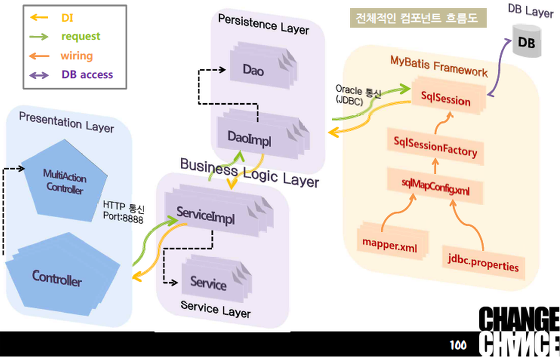 DI
request
wiring
DB access
Persistence Layer
전체적인 컴포넌트 흐름도
DB Layer
DB
Dao
DaoImpl
Oracle 통신
(JDBC)
MyBatis Framework
SqlSession
SqlSessionFactory
sqlMapConfig.xml
mapper.xml
jdbc.properties
Presentation Layer
MultiAction
Controller
Controller
HTTP 통신
Port:8888
Business Logic Layer
ServiceImpl
Service
Service Layer
100
CHANGE
CHANCE